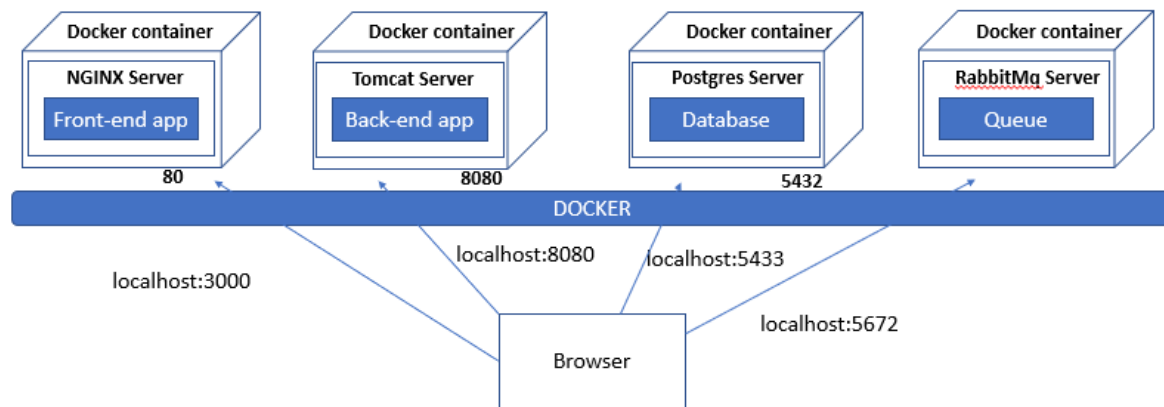 Docker container
NGINX Server
Front-end app
80
Docker container
Tomcat Server
Back-end app
8080
Docker container
Postgres Server
Database
5432
Docker container
RabbitMq Server
Queue
DOCKER
localhost:3000
localhost:8080
localhost:5433
localhost:5672
Browser